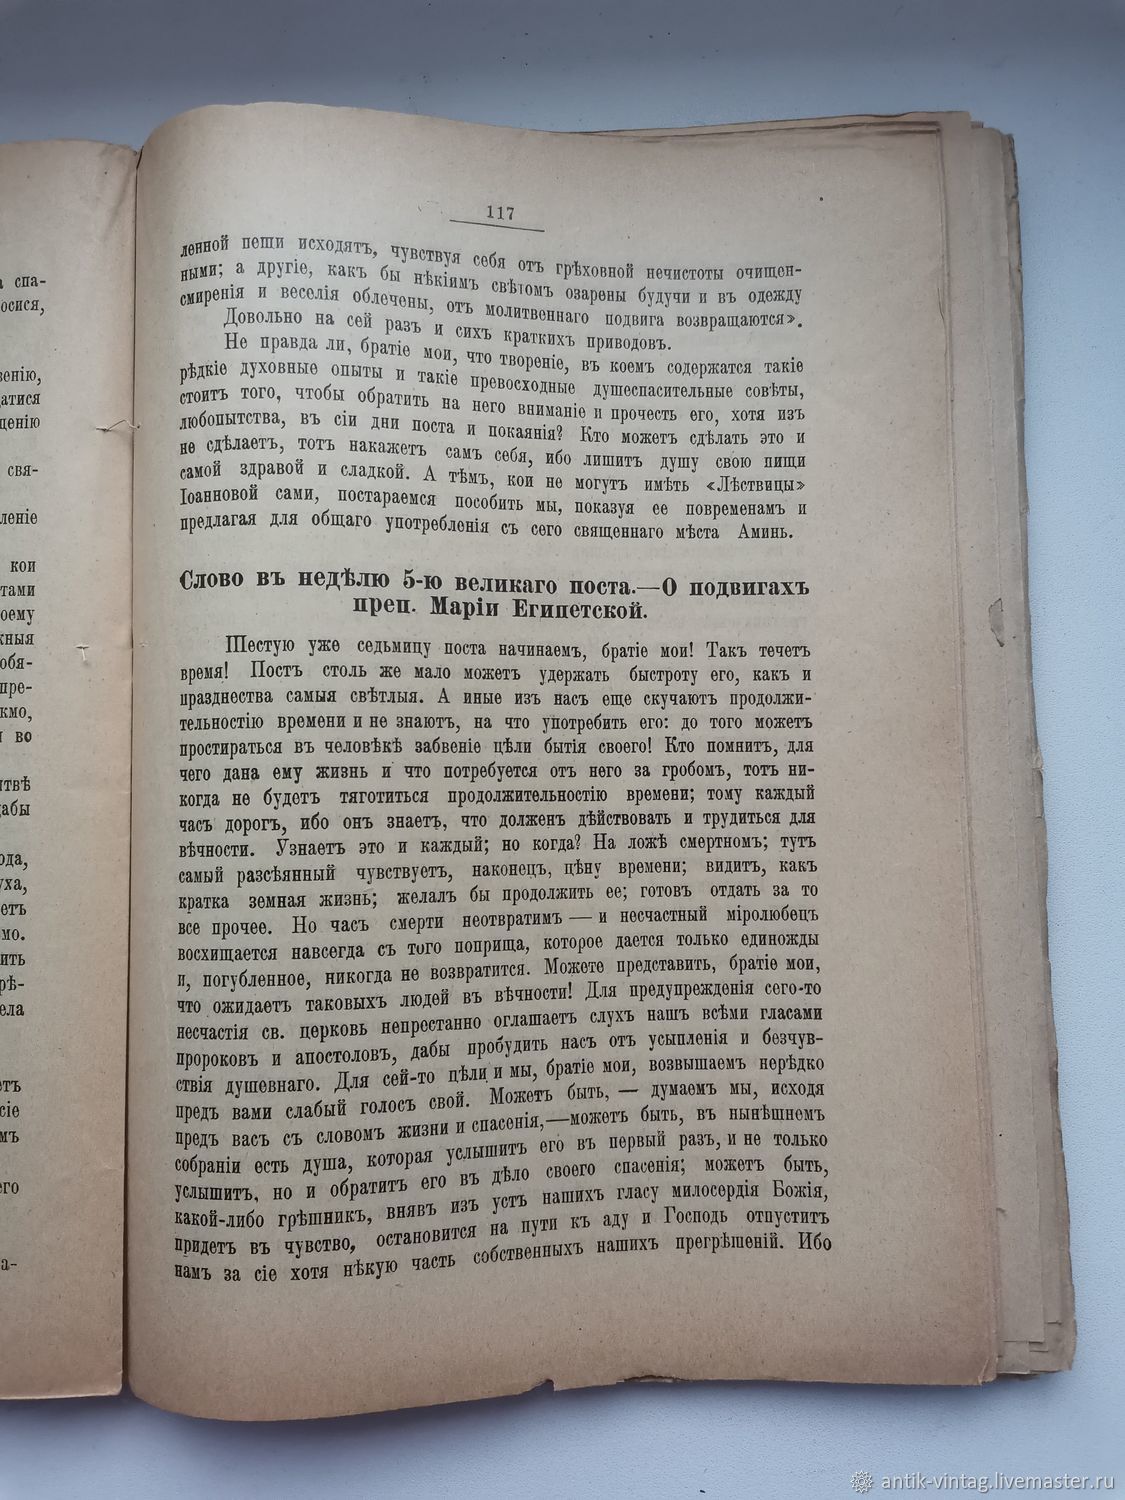 117
ленной пещи исходятъ, чувствуя себя отъ грѣховной нечистоты очищен-
ными; а другіе, какъ бы нѣкіимъ свѣтомъ озарены будучи и въ одежду
смиренія и веселія облечены, отъ молитвеннаго подвига возвращаются».
Довольно на сей разъ и сихъ краткихъ приводовъ.
Не правда ли, братіе мои, что твореніе, въ коемъ содержатся такіе
рѣдкіе духовные опыты и такіе превосходные душеспасительные совѣты,
стоитъ того, чтобы обратить на него вниманіе и прочесть его, хотя изъ
любопытства, въ сіи дни поста и покаянія? Кто можетъ сдѣлать это и
не сдѣлаетъ, тотъ накажетъ самъ себя, ибо лишитъ душу свою пищи
самой здравой и сладкой. А тѣмъ, кои не могутъ имѣть «Лѣствицы»
Іоанновой сами, постараемся пособить мы, показуя ее повременамъ и
предлагая для общаго употребленія съ сего священнаго мѣста Аминь.
Слово въ недѣлю 5-ю великаго поста.—О подвигахъ
преп. Маріи Египетской.
Шестую уже седьмицу поста начинаемъ, братіе мои! Такъ течетъ
время! Постъ столь же мало можетъ удержать быстроту его, какъ и
празднества самыя свѣтлыя. А иные изъ насъ еще скучаютъ продолжи-
тельностію времени и не знаютъ, на что употребить его: до того можетъ
простираться въ человѣкѣ забвеніе цѣли бытія своего! Кто помнитъ, для
чего дана ему жизнь и что потребуется отъ него за гробомъ, тотъ ни-
когда не будетъ тяготиться продолжительностію времени; тому каждый
часъ дорогъ, ибо онъ знаетъ, что долженъ дѣйствовать и трудиться для
вѣчности. Узнаетъ это и каждый; но когда? На ложѣ смертномъ; тутъ
самый разсѣянный чувствуетъ, наконецъ, цѣну времени; видитъ, какъ
кратка земная жизнь; желалъ бы продолжить ее; готовъ отдать за то
все прочее. Но часъ смерти неотвратимъ — и несчастный міролюбецъ
восхищается навсегда съ того поприща, которое дается только единожды
и, погубленное, никогда не возвратится. Можете представить, братіе мои,
что ожидаетъ таковыхъ людей въ вѣчности! Для предупрежденія сего-то
несчастія св. церковь непрестанно оглашаетъ слухъ нашъ всѣми гласами
пророковъ и апостоловъ, дабы пробудить насъ отъ усыпленія и безчув-
ствія душевнаго. Для сей-то цѣли и мы, братіе мои, возвышаемъ нерѣдко
предъ вами слабый голосъ свой. Можетъ быть, — думаемъ мы, исходя
предъ васъ съ словомъ жизни и спасенія,—можетъ быть, въ нынѣшнемъ
собраніи есть душа, которая услышитъ его въ первый разъ, и не только
услышитъ, но и обратитъ его въ дѣло своего спасенія; можетъ быть,
какой-либо грѣшникъ, внявъ изъ устъ нашихъ гласу милосердія Божія,
придетъ въ чувство, остановится на пути къ аду и Господь отпуститъ
намъ за сіе хотя нѣкую часть собственныхъ нашихъ прегрѣшеній. Ибо
antik-vintag.livemaster.ru